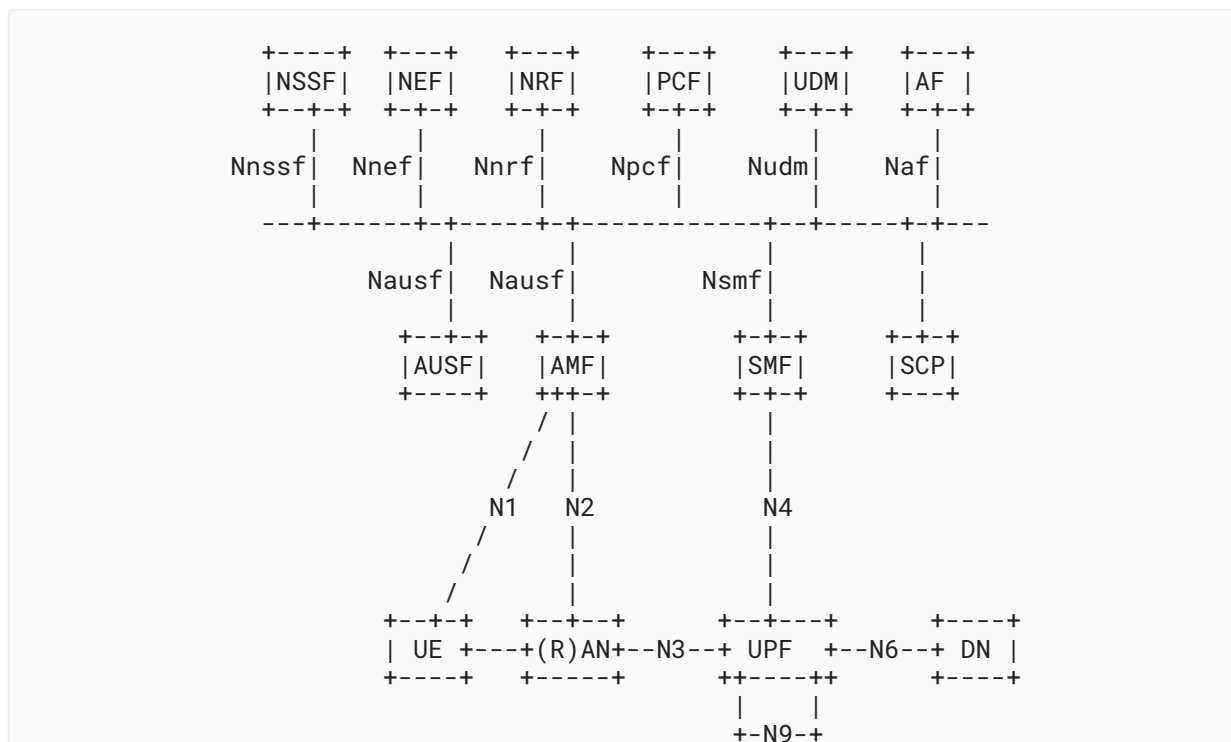 +----+  +---+   +---+    +---+    +---+   +---+
|NSSF|  |NEF|   |NRF|    |PCF|    |UDM|   |AF |
+--+-+  +-+-+   +-+-+    +-+-+    +-+-+   +-+-+
|      |       |        |        |       |
Nnssf|  Nnef|   Nnrf|    Npcf|    Nudm|    Naf|
|      |       |        |        |       |
---+------+-+-----+-+------------+--+-----+-+---
|       |            |         |
Nausf|  Nausf|        Nsmf|         |
|       |            |         |
+--+-+   +-+-+        +-+-+     +-+-+
|AUSF|   |AMF|        |SMF|     |SCP|
+----+   +++-+        +-+-+     +---+
/ |            |
/  |            |
/   |            |
N1   N2           N4
/     |            |
/      |            |
/       |            |
+--+-+   +--+--+      +--+---+      +----+
| UE +---+(R)AN+--N3--+ UPF  +--N6--+ DN |
+----+   +-----+      ++----++      +----+
|    |
+-N9-+